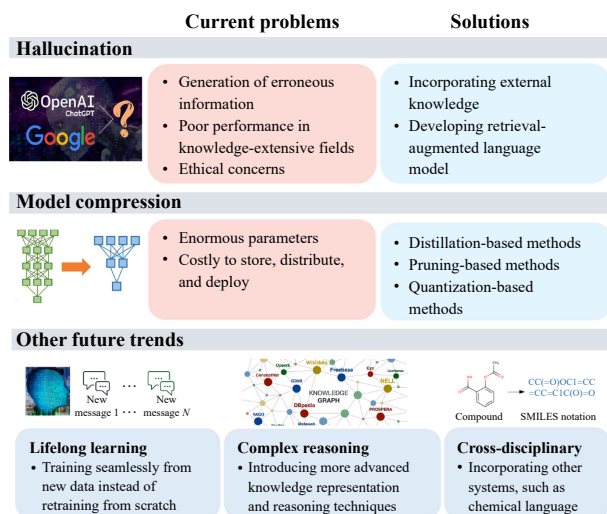 Current problems
Solutions
Hallucination
OpenAI
ChatGPT
?
Google
• Generation of erroneous
information
• Poor performance in
knowledge-extensive fields
• Ethical concerns
• Incorporating external
knowledge
• Developing retrieval-
augmented language
model
Model compression
• Enormous parameters
• Costly to store, distribute,
and deploy
• Distillation-based methods
• Pruning-based methods
• Quantization-based
methods
Other future trends
New
message 1
... ...
New
message N
Wikidata
OpenIE
Freebase
ConceptNet
NELL
KNOWLEDGE
GRAPH
DBpedia
PROSPERA
YAGO
Metaweb
CH₃
Compound
CC(=O)OC1=CC
=CC=C1C(O)=O
SMILES notation
Lifelong learning
• Training seamlessly from
new data instead of
retraining from scratch
Complex reasoning
• Introducing more advanced
knowledge representation
and reasoning techniques
Cross-disciplinary
• Incorporating other
systems, such as
chemical language